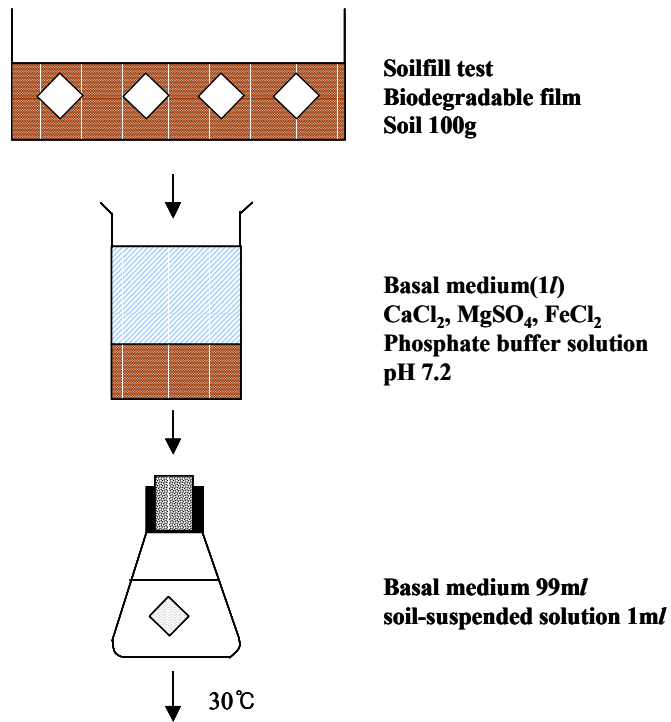 Soilfill test
Biodegradable film
Soil 100g
Basal medium(1l)
CaCl₂, MgSO₄, FeCl₂
Phosphate buffer solution
pH 7.2
Basal medium 99ml
soil-suspended solution 1ml
30℃